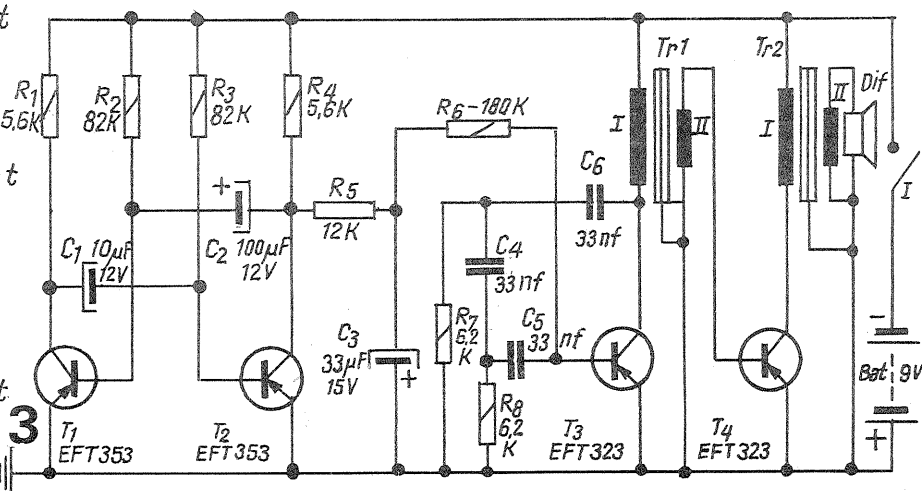 t
Tr1
Tr2
R1
5,6K
R2
82K
R3
82K
R4
5,6K
R6-180K
I
II
I
II
Dif
t
+
R5
12K
C6
33nf
I
C1 10µF
12V
C2 100µF
12V
C4
33nf
C3
33µF
15V
+
R7
6,2
K
C5
33 nf
R8
6,2
K
-
Bat 9V
+
t
3
T1
EFT353
T2
EFT353
T3
EFT323
T4
EFT323